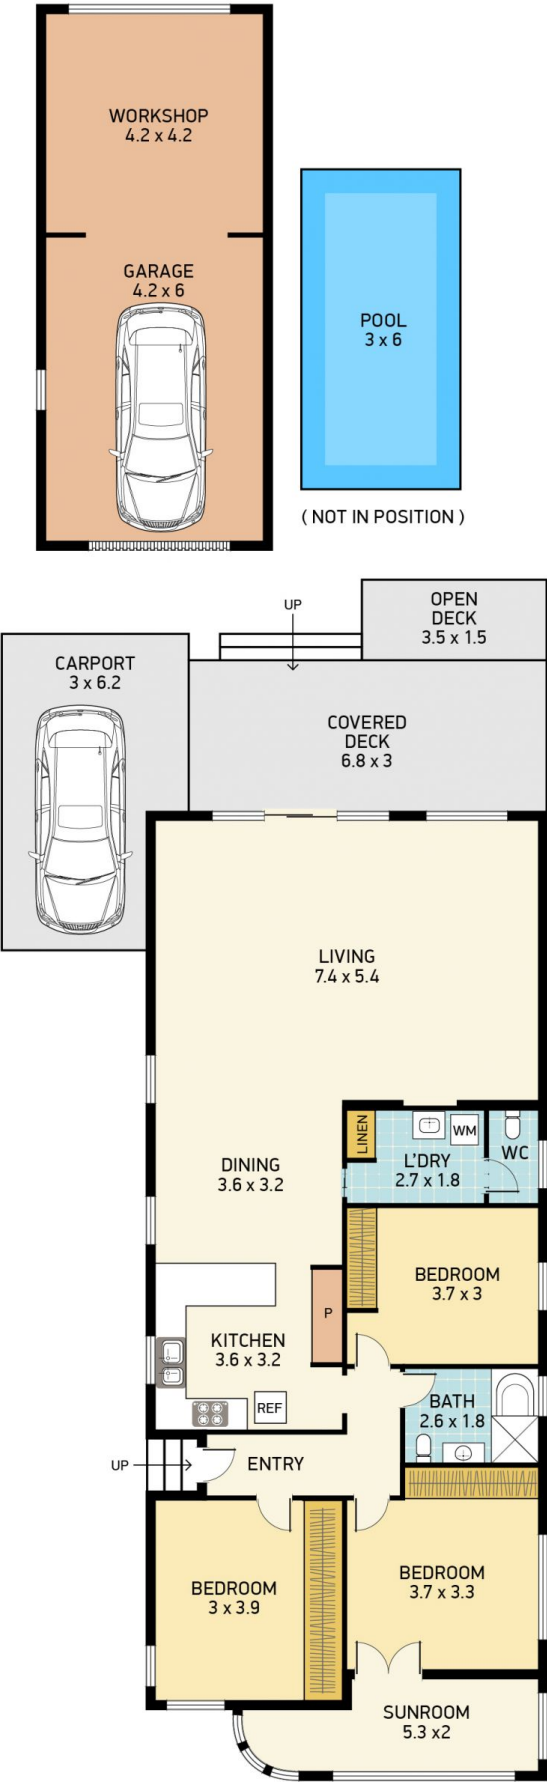 WORKSHOP
4.2 x 4.2
GARAGE
4.2 x 6
POOL
3 x 6
( NOT IN POSITION )
UP
OPEN
DECK
3.5 x 1.5
CARPORT
3 x 6.2
COVERED
DECK
6.8 x 3
LIVING
7.4 x 5.4
LINEN
WM
WC
L'DRY
2.7 x 1.8
DINING
3.6 x 3.2
BEDROOM
3.7 x 3
P
KITCHEN
3.6 x 3.2
REF
BATH
2.6 x 1.8
UP
ENTRY
BEDROOM
3 x 3.9
BEDROOM
3.7 x 3.3
SUNROOM
5.3 x2